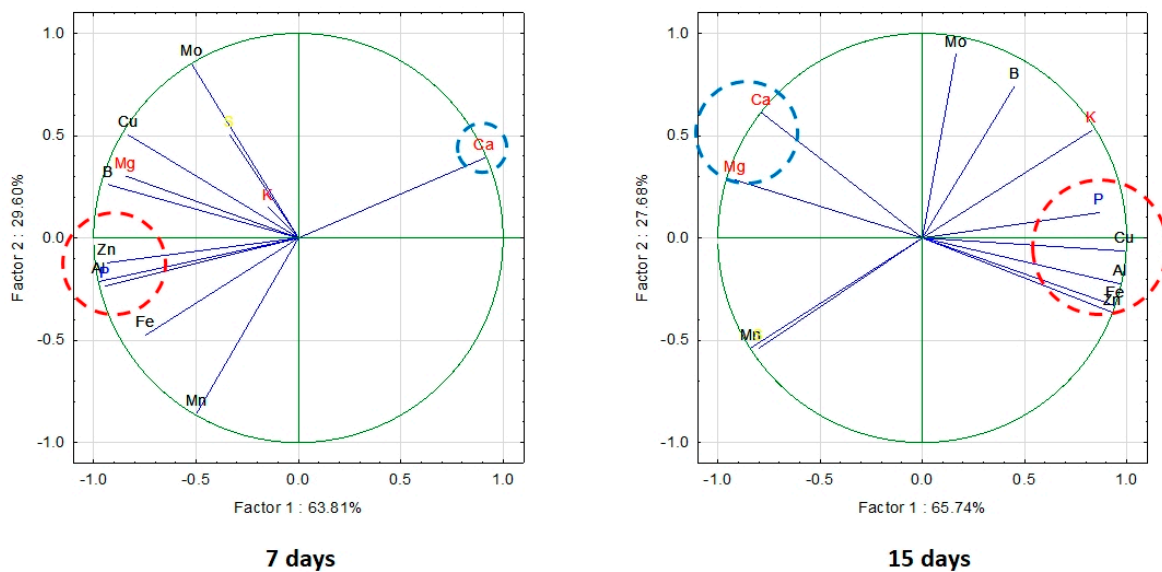 1.0
Mo
Cu
S
0.5
Ca
Mg
B
K
0.0
Zn
Al
P
Fe
-0.5
Mn
-1.0
-1.0 -0.5 0.0 0.5 1.0
Factor 2 : 29.60%
Factor 1 : 63.81%
7 days
1.0
Mo
B
Ca
0.5
K
Mg
P
0.0
Cu
Al
Fe
Zn
Mn
S
-0.5
-1.0
-1.0 -0.5 0.0 0.5 1.0
Factor 2 : 27.68%
Factor 1 : 65.74%
15 days